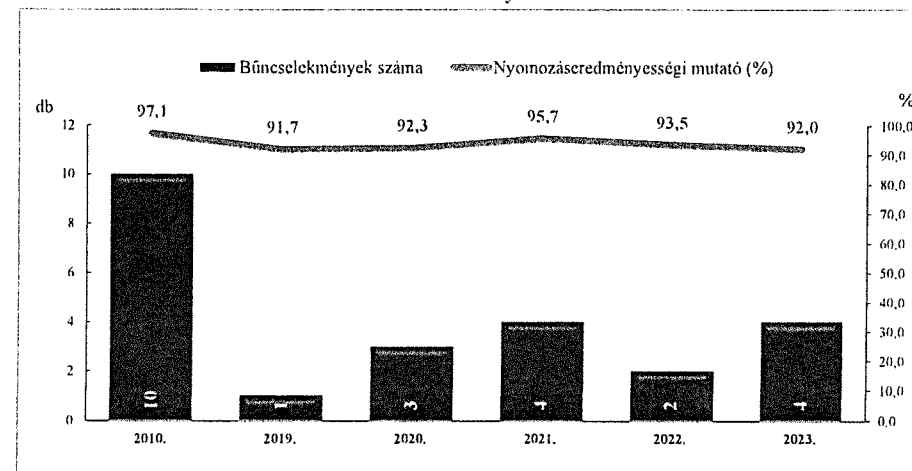 Bűncselekmények száma Nyomozáseredményességi mutató (%)
db %
97,1 91,7 92,3 95,7 93,5 92,0
12 10 8 6 4 2 0
100,0 90,0 80,0 70,0 60,0 50,0 40,0 30,0 20,0 10,0 0,0
10 1 3 4 2 4
2010. 2019. 2020. 2021. 2022. 2023.